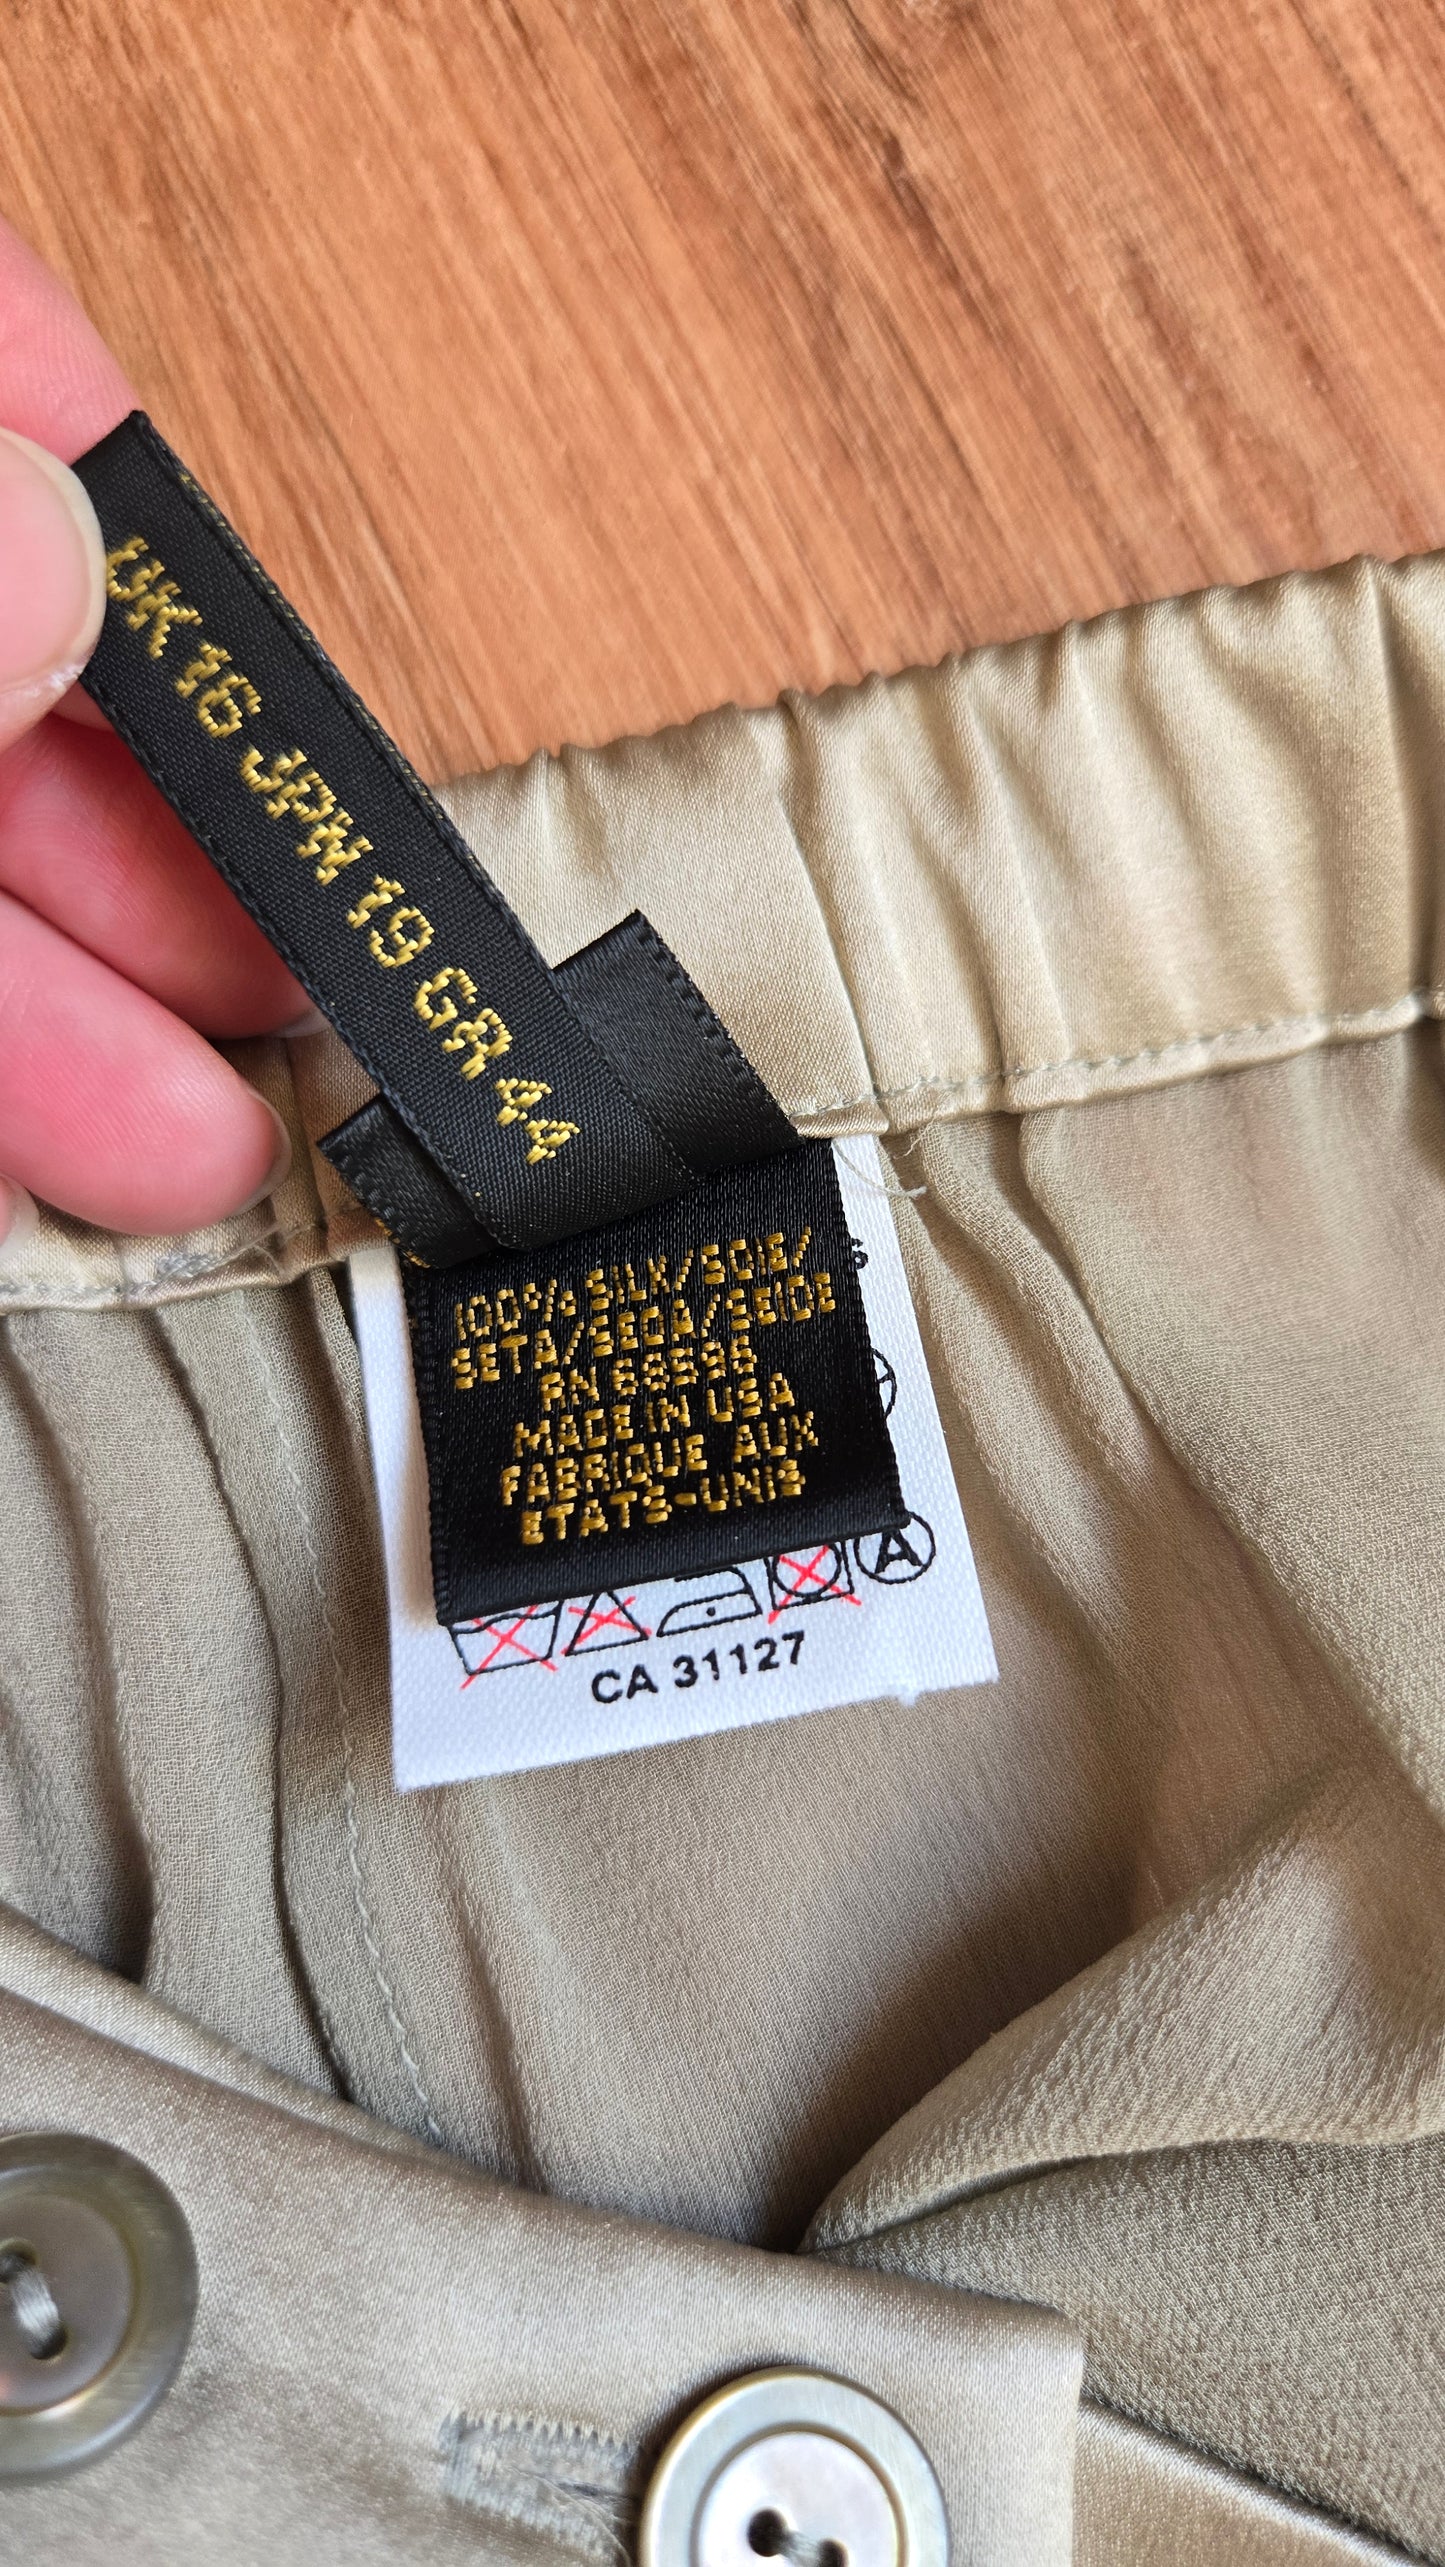 UK 16 JPN 19 GR 44
100% SILK/SOIE/
SETA/SEDA/SEIDE
RN 68596
MADE IN USA
FABRIQUE AUX
ETATS-UNIS
A
CA 31127